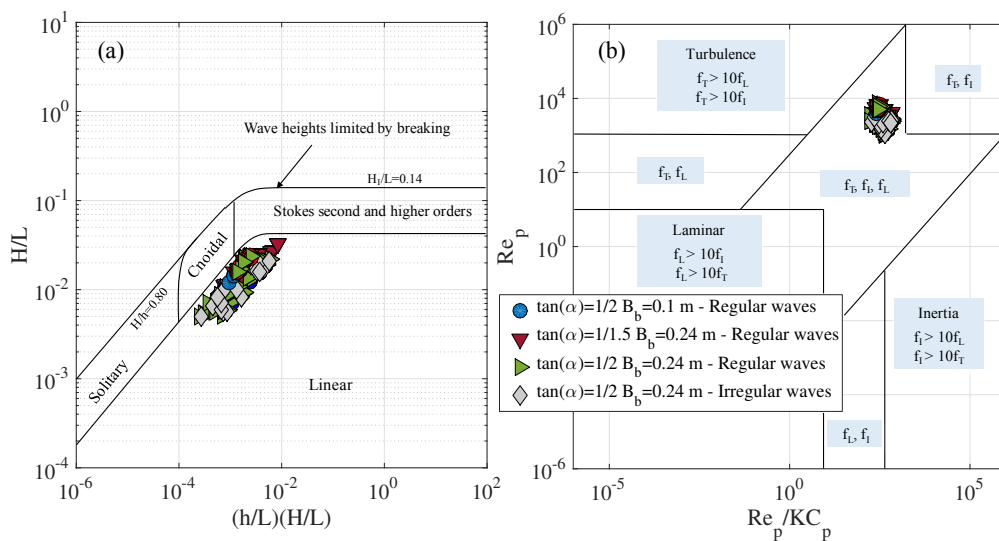 (a)
10^1
10^0
10^-1
10^-2
10^-3
10^-4
H/L
10^-6
10^-4
10^-2
10^0
10^2
(h/L)(H/L)
Wave heights limited by breaking
H_I/L=0.14
Stokes second and higher orders
Cnoidal
H/h=0.80
Solitary
Linear
(b)
10^6
10^4
10^2
10^0
10^-6
Re_p
10^-5
10^0
10^5
Re_p/KC_p
Turbulence
f_T > 10f_L
f_T > 10f_I
f_T, f_I
f_T, f_L
f_T, f_I, f_L
Laminar
f_L > 10f_I
f_L > 10f_T
Inertia
f_I > 10f_L
f_I > 10f_T
f_L, f_I
tan(α)=1/2 B_b=0.1 m - Regular waves
tan(α)=1/1.5 B_b=0.24 m - Regular waves
tan(α)=1/2 B_b=0.24 m - Regular waves
tan(α)=1/2 B_b=0.24 m - Irregular waves